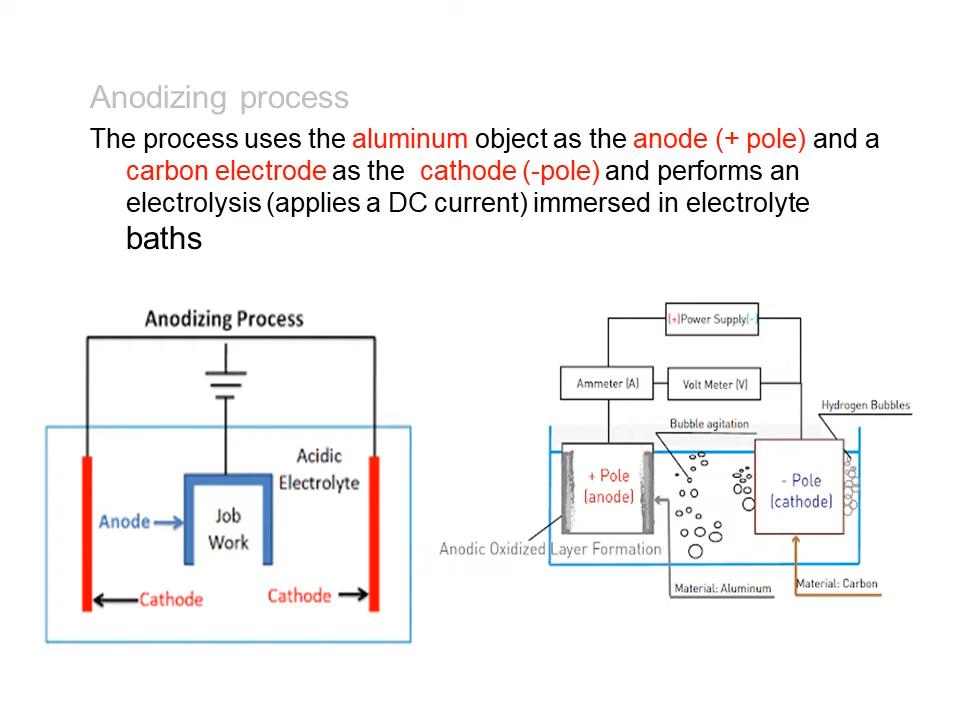 Anodizing process
The process uses the aluminum object as the anode (+ pole) and a
carbon electrode as the cathode (-pole) and performs an
electrolysis (applies a DC current) immersed in electrolyte
baths
Anodizing Process
Acidic
Electrolyte
Anode
Job
Work
Cathode
Cathode
(+)Power Supply(-)
Ammeter (A)
Volt Meter (V)
Hydrogen Bubbles
Bubble agitation
+ Pole
(anode)
- Pole
(cathode)
Anodic Oxidized Layer Formation
Material: Aluminum
Material: Carbon